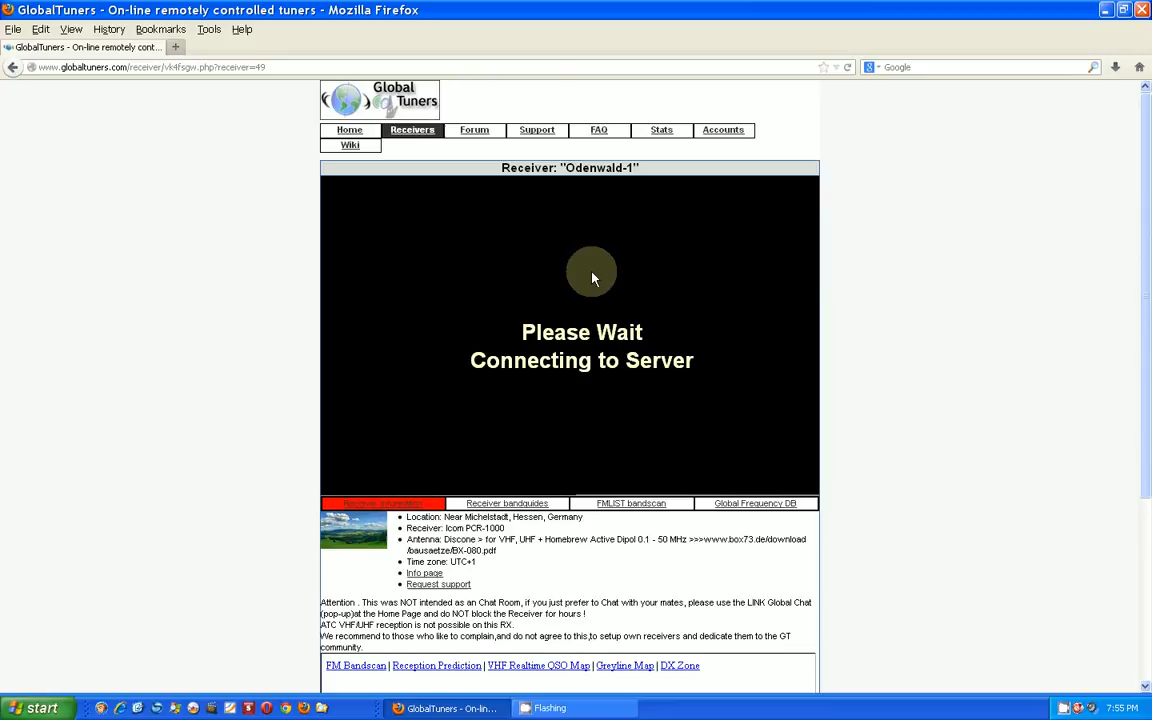 GlobalTuners - On-line remotely controlled tuners - Mozilla Firefox
File Edit View History Bookmarks Tools Help
GlobalTuners - On-line remotely cont... +
www.globaltuners.com/receiver/vk4fsgw.php?receiver=49
Google
Global
Tuners
Home Receivers Forum Support FAQ Stats Accounts
Wiki
Receiver: "Odenwald-1"
Please Wait
Connecting to Server
Receiver information Receiver bandguides FMLIST bandscan Global Frequency DB
Location: Near Michelstadt, Hessen, Germany
Receiver: Icom PCR-1000
Antenna: Discone > for VHF, UHF + Homebrew Active Dipol 0.1 - 50 MHz >>>www.box73.de/download
/bausaetze/BX-080.pdf
Time zone: UTC+1
Info page
Request support
Attention . This was NOT intended as an Chat Room, if you just prefer to Chat with your mates, please use the LINK Global Chat
(pop-up)at the Home Page and do NOT block the Receiver for hours !
ATC VHF/UHF reception is not possible on this RX.
We recommend to those who like to complain,and do not agree to this,to setup own receivers and dedicate them to the GT
community.
FM Bandscan | Reception Prediction | VHF Realtime QSO Map | Greyline Map | DX Zone
start GlobalTuners - On-lin... Flashing 7:55 PM